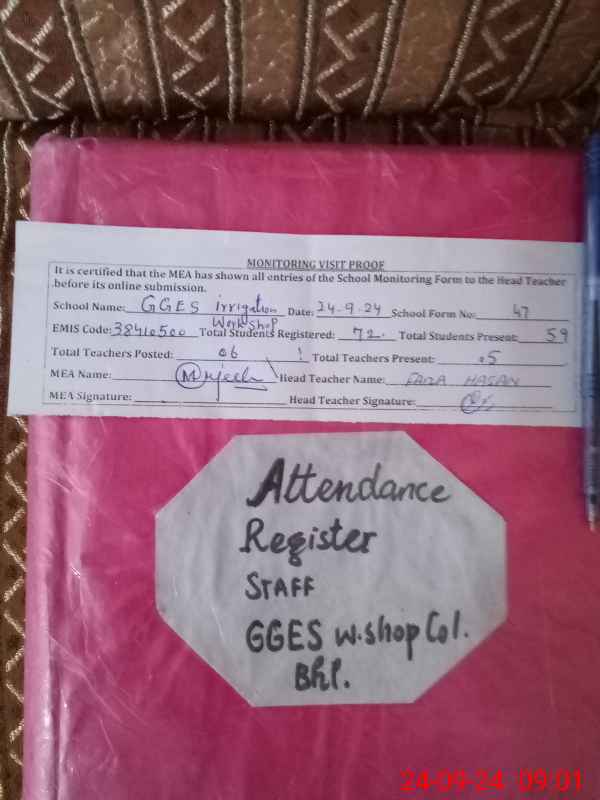 MONITORING VISIT PROOF
It is certified that the MEA has shown all entries of the School Monitoring Form to the Head Teacher
before its online submission.
School Name: GGES irrigation Workshop Date: 24-9-24 School Form No: 47
EMIS Code: 38410500 Total Students Registered: 72. Total Students Present: 59
Total Teachers Posted: 06 Total Teachers Present: 05
MEA Name: Mujeeb Head Teacher Name: FAIZA HASAN
MEA Signature: Head Teacher Signature:
Attendance
Register
STAFF
GGES w.shop Col.
Bhl.
24-09-24 09:01